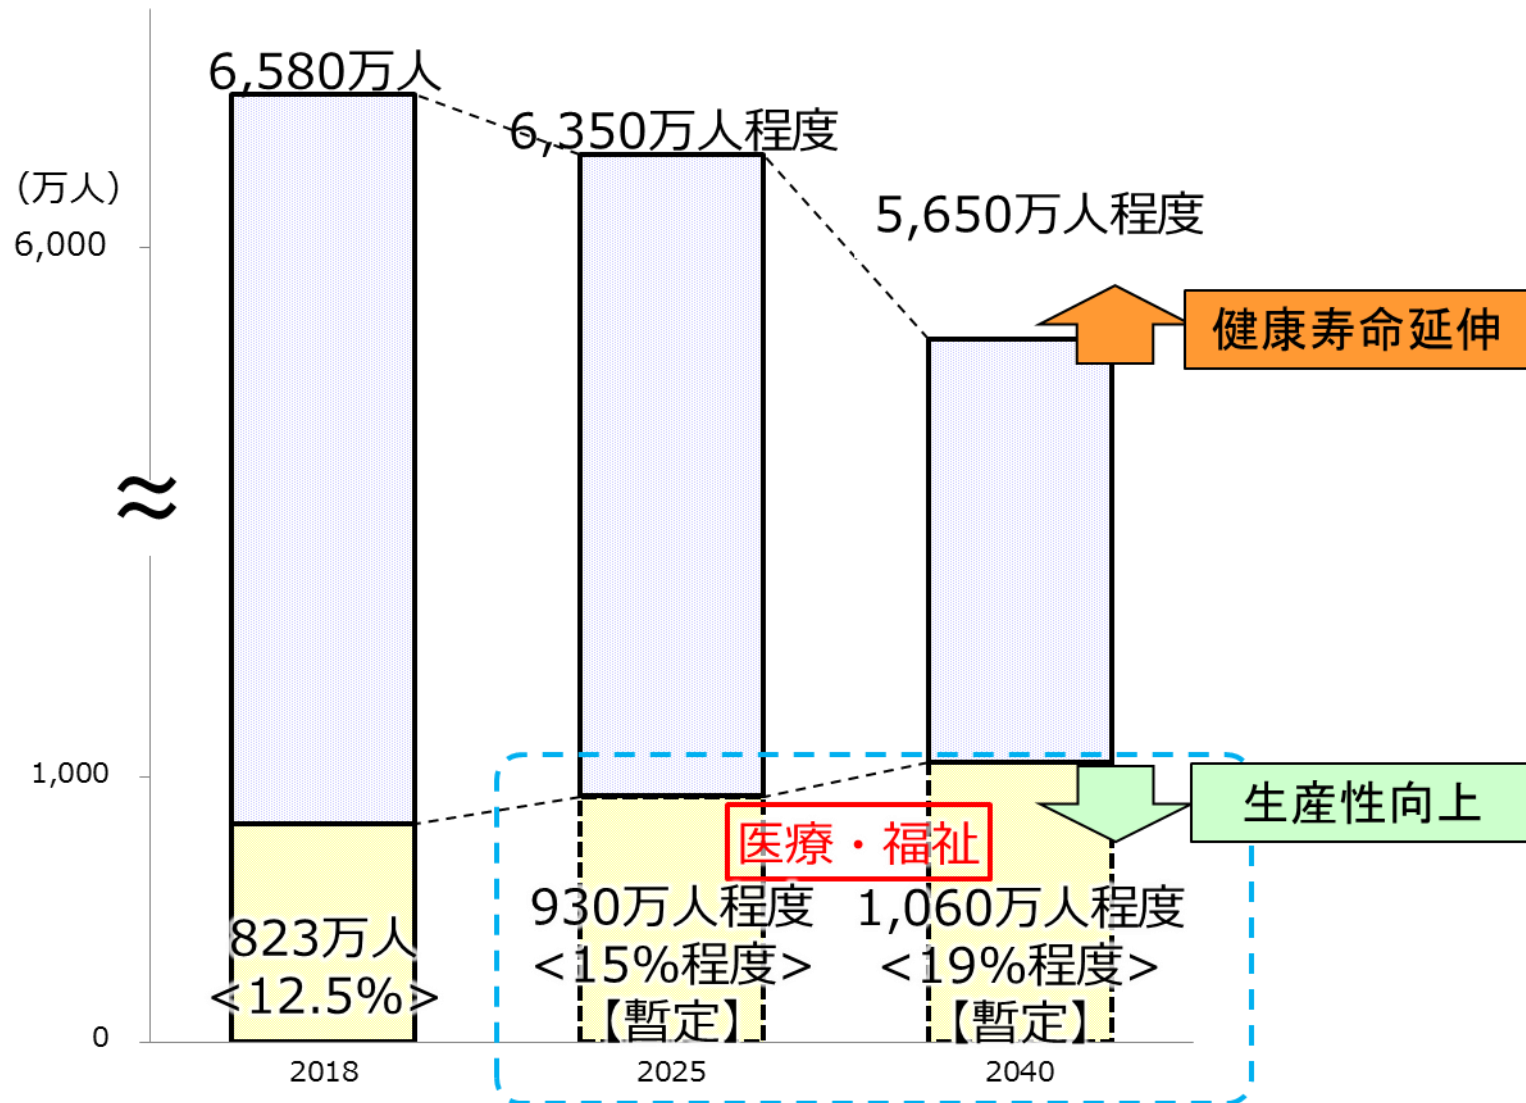 6,580万人
6,350万人程度
(万人)
5,650万人程度
6,000
健康寿命延伸
≈
1,000
生産性向上
医療・福祉
823万人
<12.5%>
930万人程度
<15%程度>
【暫定】
1,060万人程度
<19%程度>
【暫定】
0
2018
2025
2040